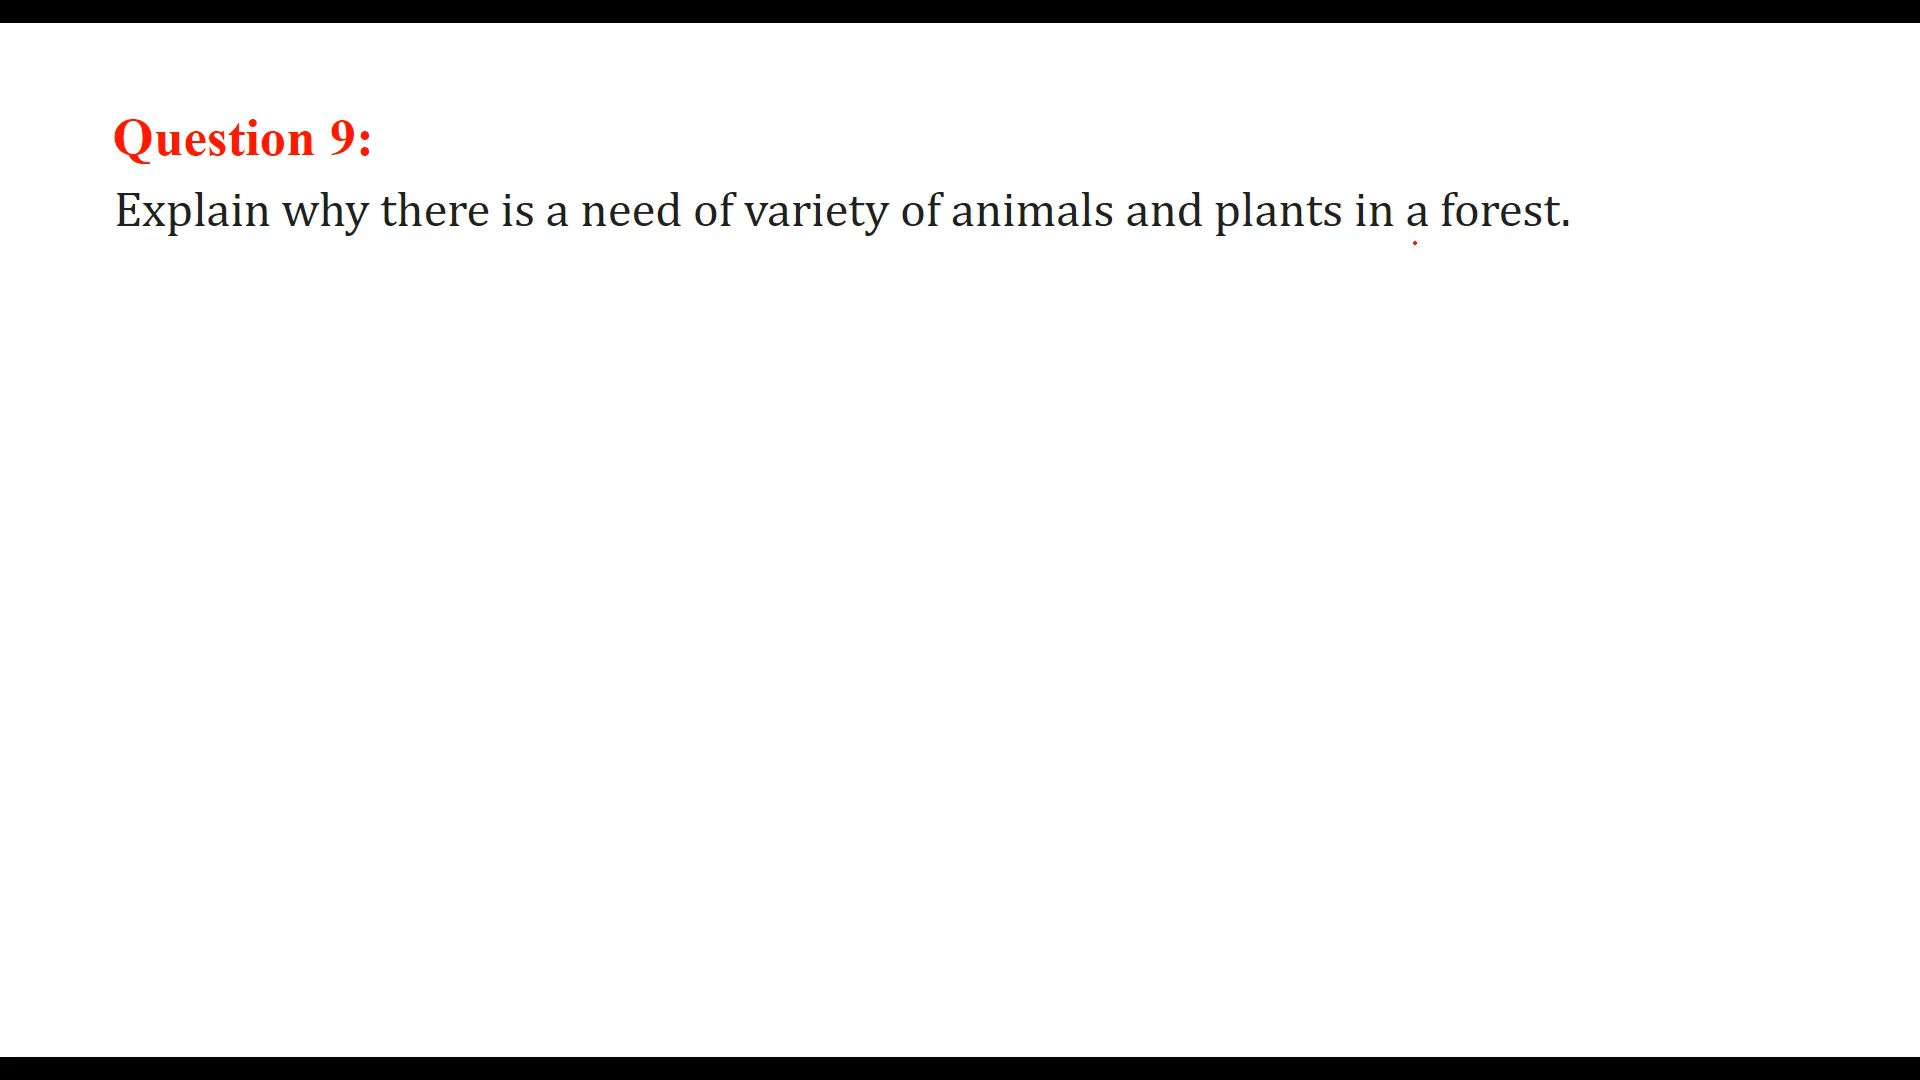 Question 9:
Explain why there is a need of variety of animals and plants in a forest.